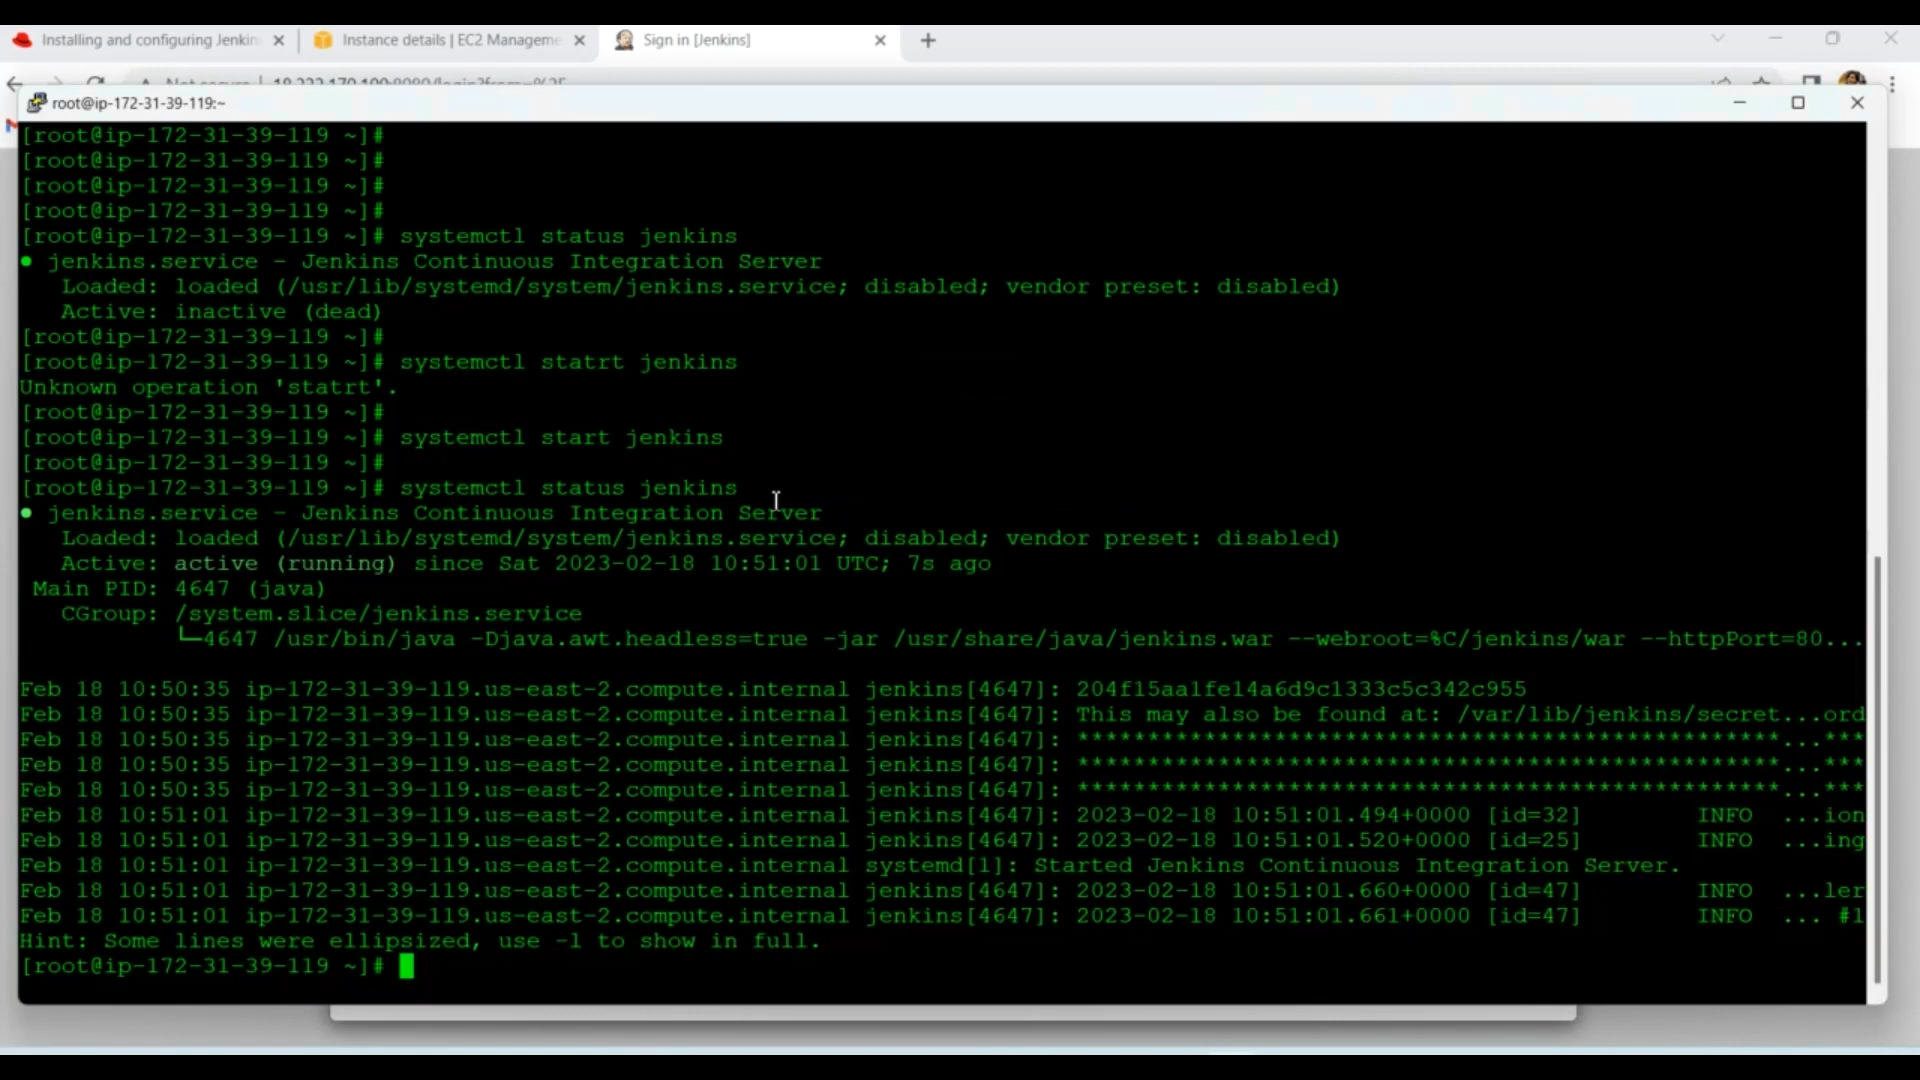 Installing and configuring Jenkin
Instance details | EC2 Manageme
Sign in [Jenkins]
Not secure | 18.222.170.100:8080/login?from=%2F
root@ip-172-31-39-119:~
[root@ip-172-31-39-119 ~]#
[root@ip-172-31-39-119 ~]#
[root@ip-172-31-39-119 ~]#
[root@ip-172-31-39-119 ~]#
[root@ip-172-31-39-119 ~]# systemctl status jenkins
● jenkins.service - Jenkins Continuous Integration Server
Loaded: loaded (/usr/lib/systemd/system/jenkins.service; disabled; vendor preset: disabled)
Active: inactive (dead)
[root@ip-172-31-39-119 ~]#
[root@ip-172-31-39-119 ~]# systemctl statrt jenkins
Unknown operation 'statrt'.
[root@ip-172-31-39-119 ~]#
[root@ip-172-31-39-119 ~]# systemctl start jenkins
[root@ip-172-31-39-119 ~]#
[root@ip-172-31-39-119 ~]# systemctl status jenkins
● jenkins.service - Jenkins Continuous Integration Server
Loaded: loaded (/usr/lib/systemd/system/jenkins.service; disabled; vendor preset: disabled)
Active: active (running) since Sat 2023-02-18 10:51:01 UTC; 7s ago
Main PID: 4647 (java)
CGroup: /system.slice/jenkins.service
└─4647 /usr/bin/java -Djava.awt.headless=true -jar /usr/share/java/jenkins.war --webroot=%C/jenkins/war --httpPort=80...
Feb 18 10:50:35 ip-172-31-39-119.us-east-2.compute.internal jenkins[4647]: 204f15aa1fe14a6d9c1333c5c342c955
Feb 18 10:50:35 ip-172-31-39-119.us-east-2.compute.internal jenkins[4647]: This may also be found at: /var/lib/jenkins/secret...ord
Feb 18 10:50:35 ip-172-31-39-119.us-east-2.compute.internal jenkins[4647]: **************************************************...***
Feb 18 10:50:35 ip-172-31-39-119.us-east-2.compute.internal jenkins[4647]: **************************************************...***
Feb 18 10:50:35 ip-172-31-39-119.us-east-2.compute.internal jenkins[4647]: **************************************************...***
Feb 18 10:51:01 ip-172-31-39-119.us-east-2.compute.internal jenkins[4647]: 2023-02-18 10:51:01.494+0000 [id=32] INFO ...ion
Feb 18 10:51:01 ip-172-31-39-119.us-east-2.compute.internal jenkins[4647]: 2023-02-18 10:51:01.520+0000 [id=25] INFO ...ing
Feb 18 10:51:01 ip-172-31-39-119.us-east-2.compute.internal systemd[1]: Started Jenkins Continuous Integration Server.
Feb 18 10:51:01 ip-172-31-39-119.us-east-2.compute.internal jenkins[4647]: 2023-02-18 10:51:01.660+0000 [id=47] INFO ...ler
Feb 18 10:51:01 ip-172-31-39-119.us-east-2.compute.internal jenkins[4647]: 2023-02-18 10:51:01.661+0000 [id=47] INFO ... #1
Hint: Some lines were ellipsized, use -l to show in full.
[root@ip-172-31-39-119 ~]#